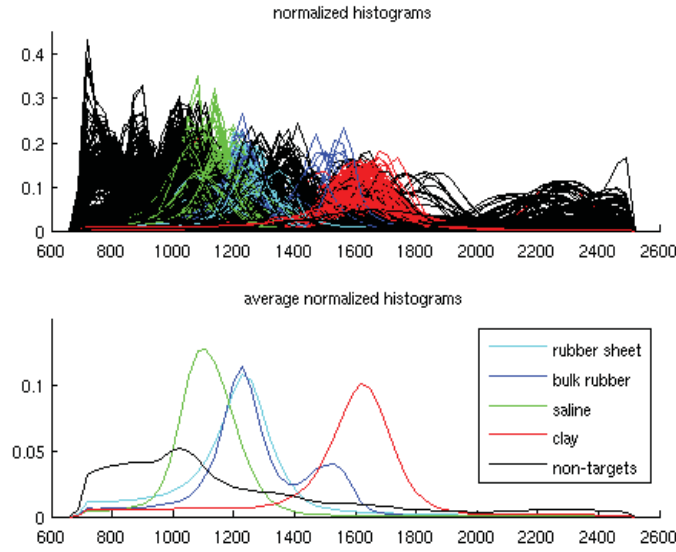 normalized histograms
0.4
0.3
0.2
0.1
0
600 800 1000 1200 1400 1600 1800 2000 2200 2400 2600
average normalized histograms
rubber sheet
bulk rubber
saline
clay
non-targets
0.1
0.05
0
600 800 1000 1200 1400 1600 1800 2000 2200 2400 2600